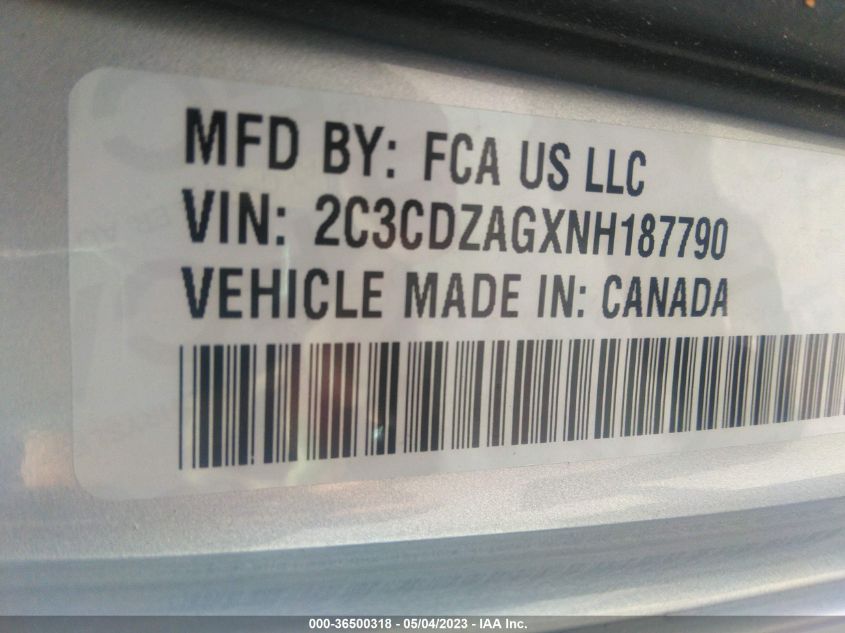 MFD BY: FCA US LLC
VIN: 2C3CDZAGXNH187790
VEHICLE MADE IN: CANADA
000-36500318 - 05/04/2023 - IAA Inc.